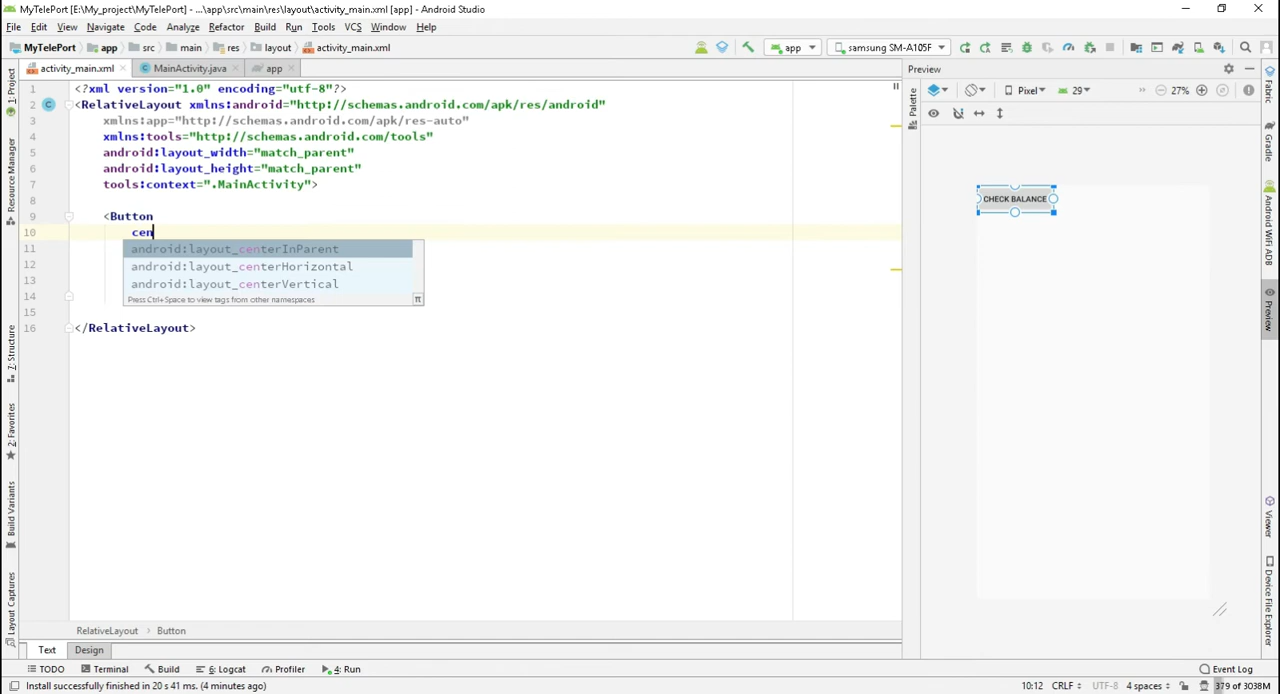 MyTelePort [E:\My_project\MyTelePort] - ...\app\src\main\res\layout\activity_main.xml [app] - Android Studio
File Edit View Navigate Code Analyze Refactor Build Run Tools VCS Window Help
MyTelePort app src main res layout activity_main.xml app samsung SM-A105F
activity_main.xml MainActivity.java app Preview
1 <?xml version="1.0" encoding="utf-8"?>
2 <RelativeLayout xmlns:android="http://schemas.android.com/apk/res/android"
3 xmlns:app="http://schemas.android.com/apk/res-auto"
4 xmlns:tools="http://schemas.android.com/tools"
5 android:layout_width="match_parent"
6 android:layout_height="match_parent"
7 tools:context=".MainActivity">
8
9 <Button
10 cen
11 android:layout_centerInParent
12 android:layout_centerHorizontal
13 android:layout_centerVertical
14 Press Ctrl+Space to view tags from other namespaces π
15
16 </RelativeLayout>
Pixel 29 27%
CHECK BALANCE
1: Project
Resource Manager
Z: Structure
2: Favorites
Build Variants
Layout Captures
Palette
Fabric
Gradle
Android WiFi ADB
Preview
Viewer
Device File Explorer
RelativeLayout Button
Text Design
TODO Terminal Build 6: Logcat Profiler 4: Run Event Log
Install successfully finished in 20 s 41 ms. (4 minutes ago) 10:12 CRLF UTF-8 4 spaces 379 of 3038M